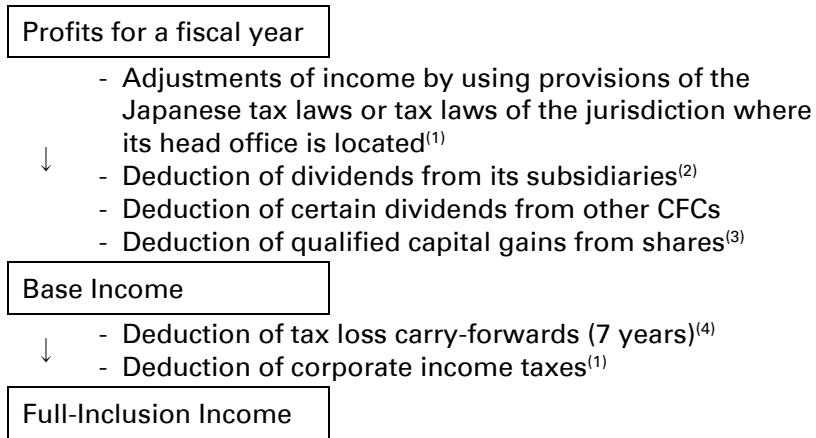 Profits for a fiscal year
- Adjustments of income by using provisions of the
Japanese tax laws or tax laws of the jurisdiction where
its head office is located(1)
↓
- Deduction of dividends from its subsidiaries(2)
- Deduction of certain dividends from other CFCs
- Deduction of qualified capital gains from shares(3)
Base Income
↓
- Deduction of tax loss carry-forwards (7 years)(4)
- Deduction of corporate income taxes(1)
Full-Inclusion Income